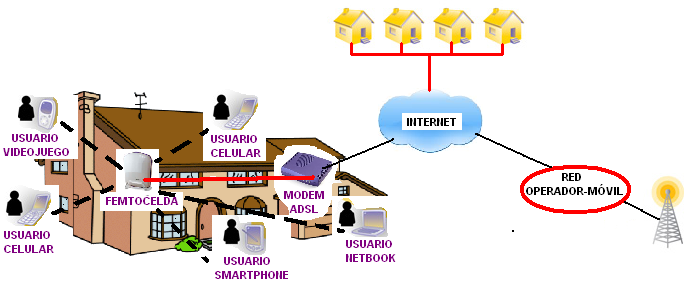 INTERNET
USUARIO
VIDEOJUEGO
USUARIO
CELULAR
FEMTOCELDA
MODEM
ADSL
RED
OPERADOR-MÓVIL
USUARIO
CELULAR
USUARIO
SMARTPHONE
USUARIO
NETBOOK